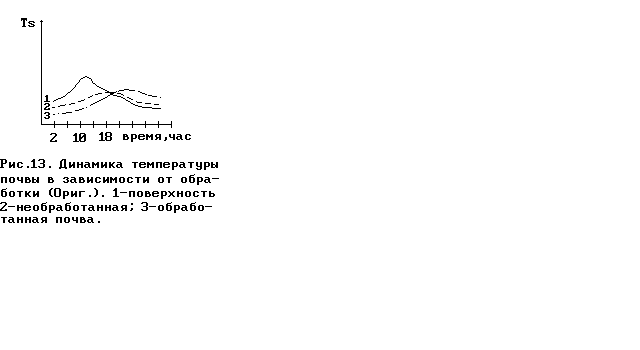 Ts
1
2
3
2 10 18 время,час
Рис.13. Динамика температуры
почвы в зависимости от обра-
ботки (Ориг.). 1-поверхность
2-необработанная; 3-обрабо-
танная почва.